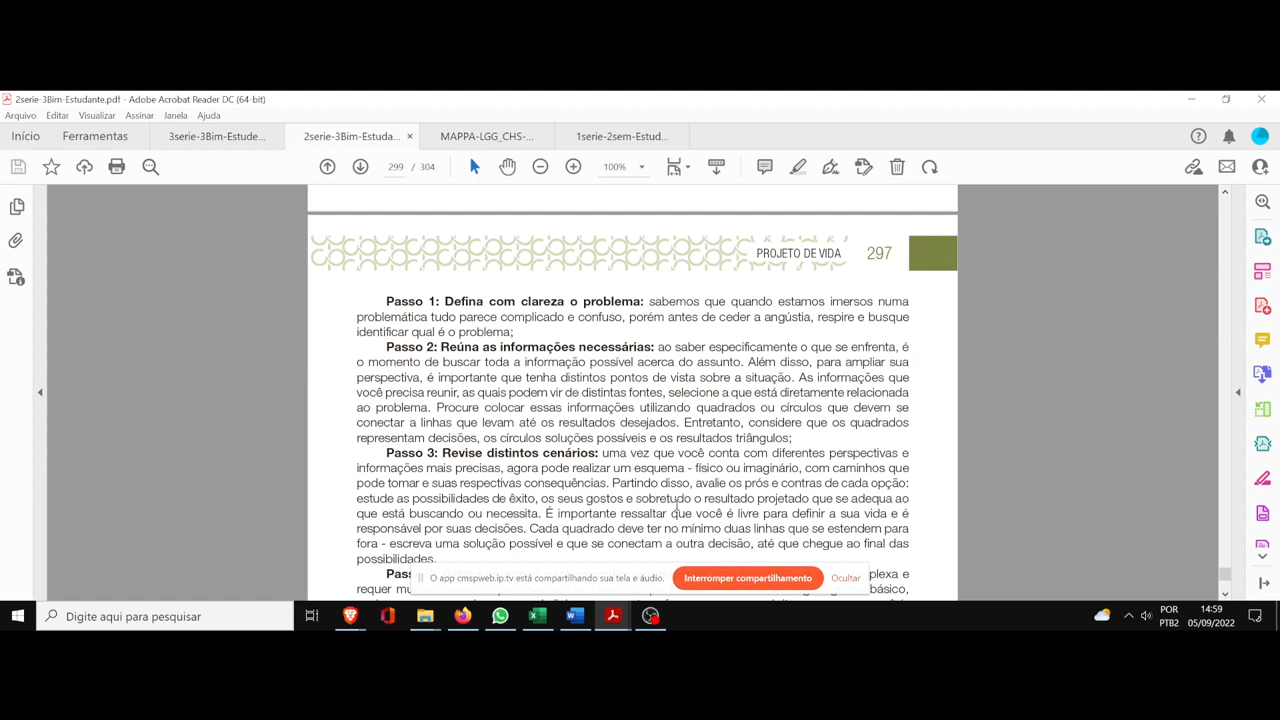 2serie-3Bim-Estudante.pdf - Adobe Acrobat Reader DC (64-bit)
Arquivo Editar Visualizar Assinar Janela Ajuda
Início Ferramentas 3serie-3Bim-Estude... 2serie-3Bim-Estuda... × MAPPA-LGG_CHS-... 1serie-2sem-Estud...
299 / 304 100%
PROJETO DE VIDA 297
Passo 1: Defina com clareza o problema: sabemos que quando estamos imersos numa
problemática tudo parece complicado e confuso, porém antes de ceder a angústia, respire e busque
identificar qual é o problema;
Passo 2: Reúna as informações necessárias: ao saber especificamente o que se enfrenta, é
o momento de buscar toda a informação possível acerca do assunto. Além disso, para ampliar sua
perspectiva, é importante que tenha distintos pontos de vista sobre a situação. As informações que
você precisa reunir, as quais podem vir de distintas fontes, selecione a que está diretamente relacionada
ao problema. Procure colocar essas informações utilizando quadrados ou círculos que devem se
conectar a linhas que levam até os resultados desejados. Entretanto, considere que os quadrados
representam decisões, os círculos soluções possíveis e os resultados triângulos;
Passo 3: Revise distintos cenários: uma vez que você conta com diferentes perspectivas e
informações mais precisas, agora pode realizar um esquema - físico ou imaginário, com caminhos que
pode tomar e suas respectivas consequências. Partindo disso, avalie os prós e contras de cada opção:
estude as possibilidades de êxito, os seus gostos e sobretudo o resultado projetado que se adequa ao
que está buscando ou necessita. É importante ressaltar que você é livre para definir a sua vida e é
responsável por suas decisões. Cada quadrado deve ter no mínimo duas linhas que se estendem para
fora - escreva uma solução possível e que se conectam a outra decisão, até que chegue ao final das
possibilidades.
Pas
plexa e
O app cmspweb.ip.tv está compartilhando sua tela e áudio. Interromper compartilhamento Ocultar
requer mu
básico,
Digite aqui para pesquisar
POR 14:59
PTB2 05/09/2022